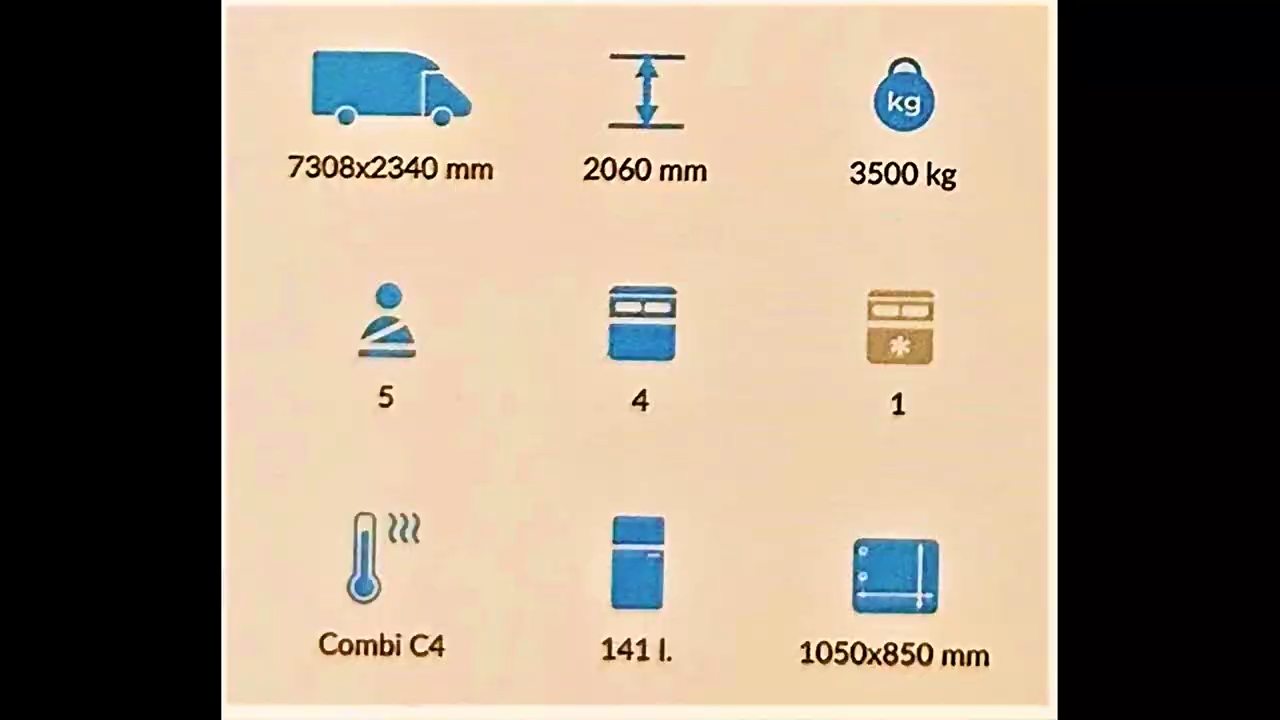 7308x2340 mm
2060 mm
kg
3500 kg
5
4
1
Combi C4
141 l.
1050x850 mm